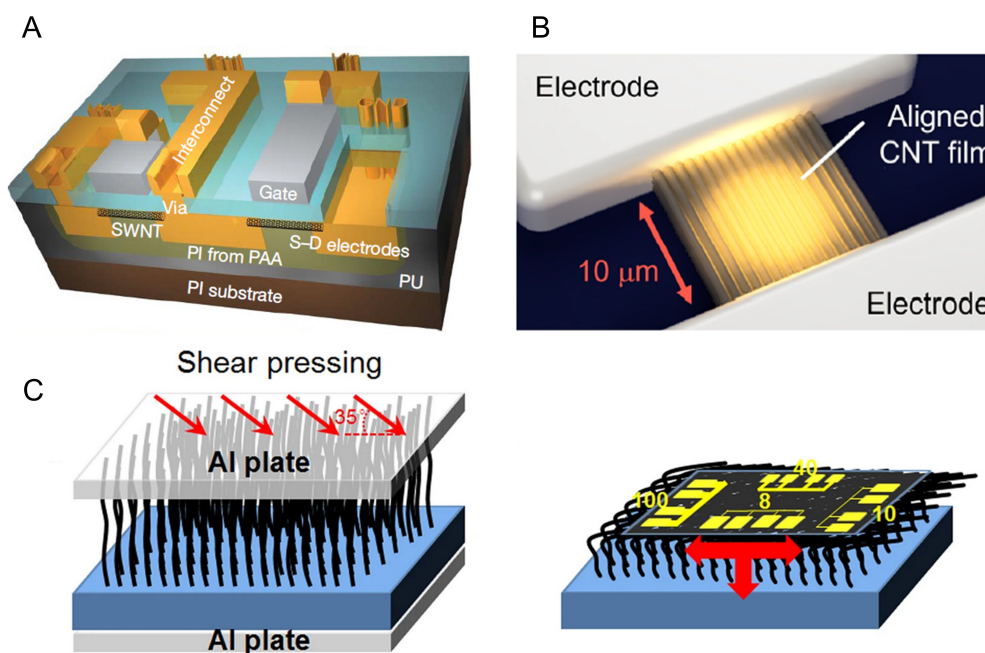 A
Interconnect
Gate
Via
SWNT
S–D electrodes
PI from PAA
PU
PI substrate
B
Electrode
Aligned
CNT film
10 μm
Electrode
C
Shear pressing
35°
Al plate
Al plate
100
40
8
10